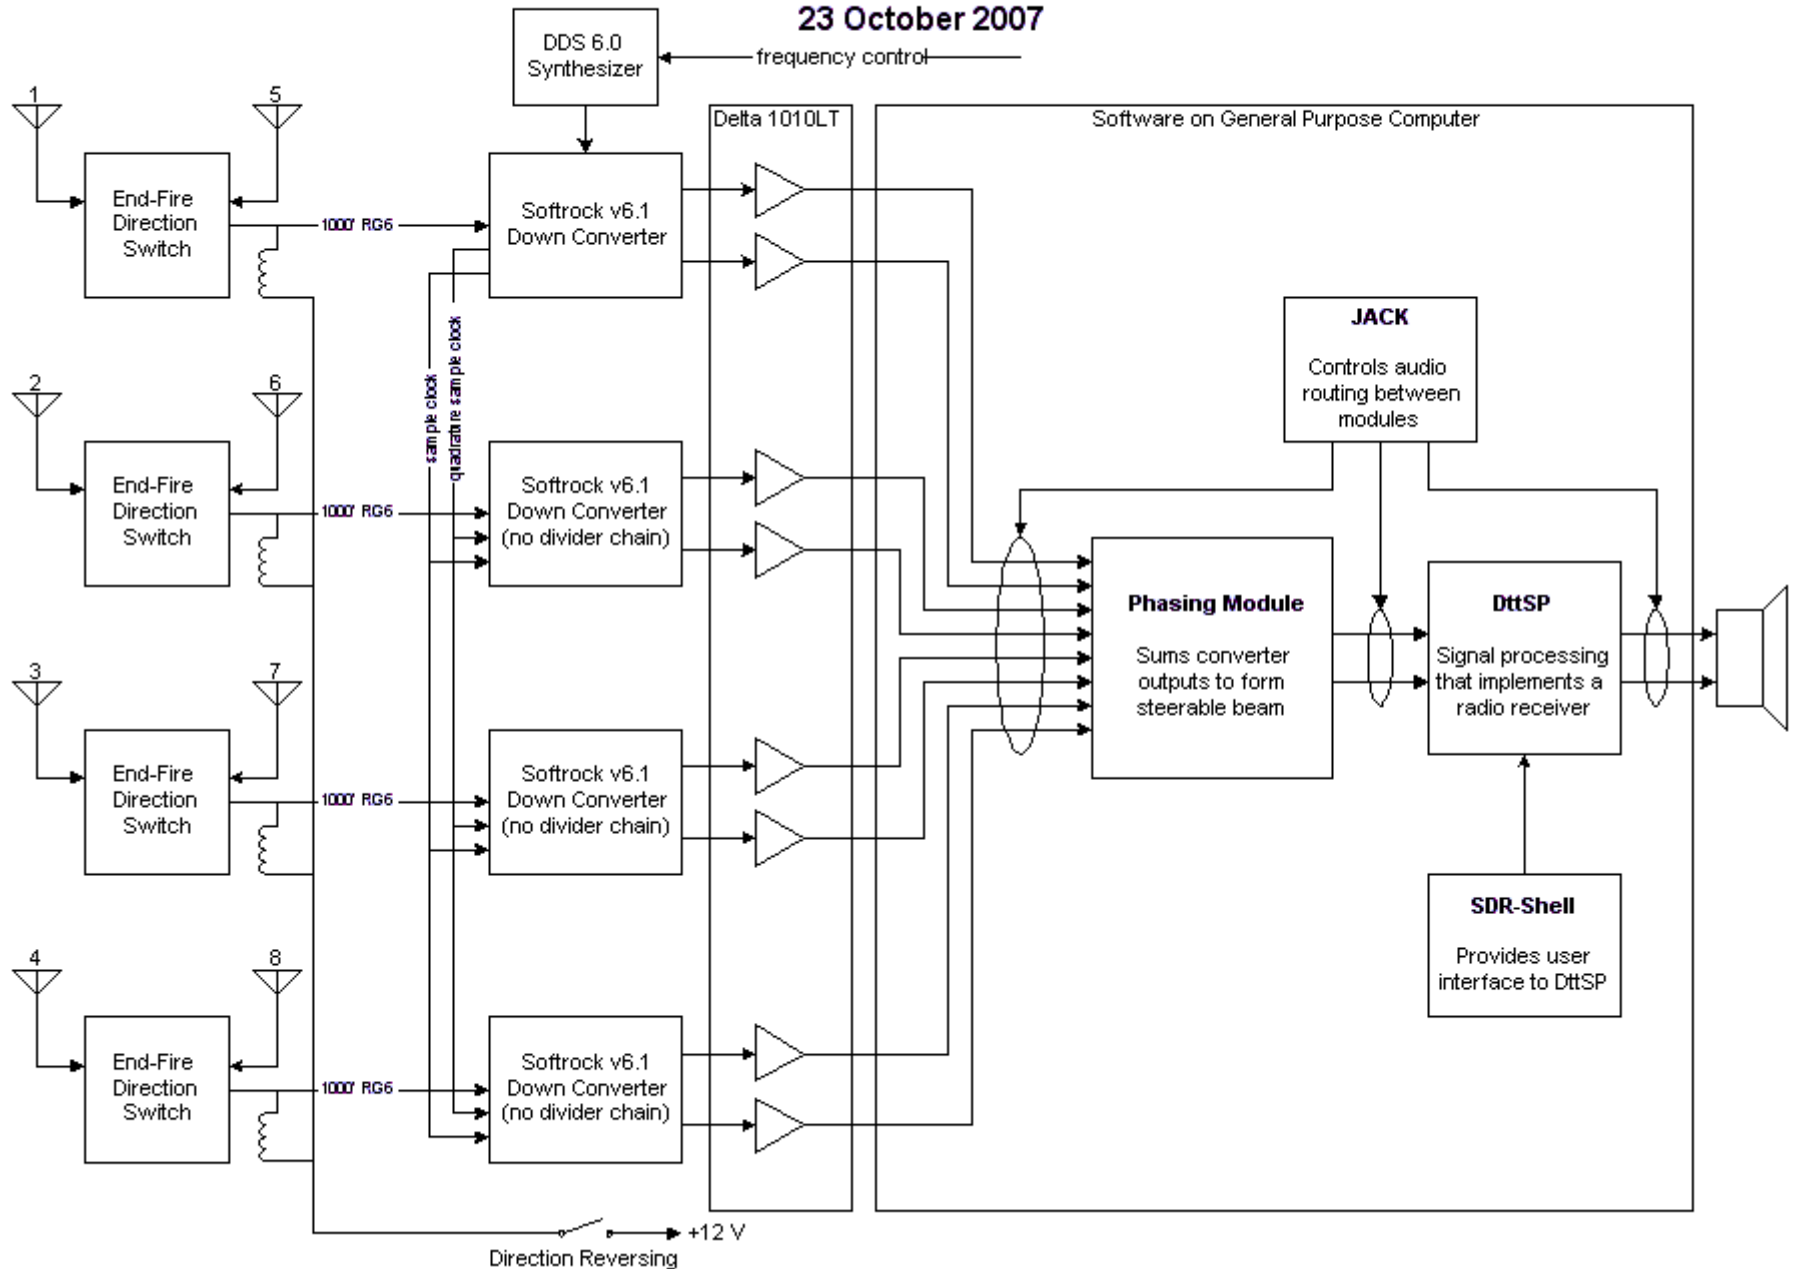 23 October 2007
DDS 6.0
Synthesizer
frequency control
1
5
Delta 1010LT
Software on General Purpose Computer
End-Fire
Direction
Switch
1000' RG6
Softrock v6.1
Down Converter
sample clock
quadrature sample clock
JACK
Controls audio
routing between
modules
2
6
End-Fire
Direction
Switch
1000' RG6
Softrock v6.1
Down Converter
(no divider chain)
Phasing Module
Sums converter
outputs to form
steerable beam
DttSP
Signal processing
that implements a
radio receiver
3
7
End-Fire
Direction
Switch
1000' RG6
Softrock v6.1
Down Converter
(no divider chain)
SDR-Shell
Provides user
interface to DttSP
4
8
End-Fire
Direction
Switch
1000' RG6
Softrock v6.1
Down Converter
(no divider chain)
+12 V
Direction Reversing